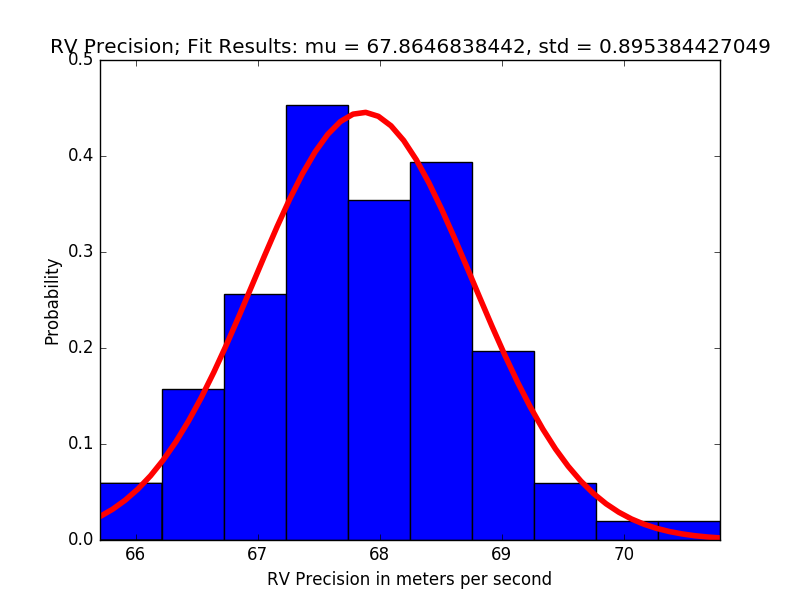 RV Precision; Fit Results: mu = 67.8646838442, std = 0.895384427049
0.5
0.4
0.3
0.2
0.1
0.0
Probability
66 67 68 69 70
RV Precision in meters per second